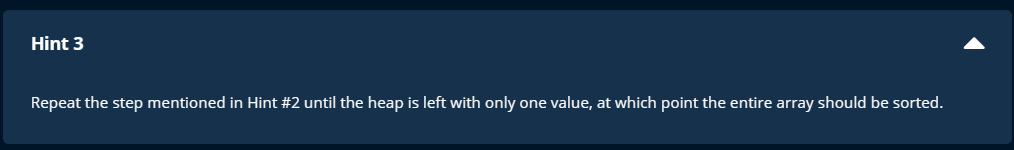 Hint 3
Repeat the step mentioned in Hint #2 until the heap is left with only one value, at which point the entire array should be sorted.